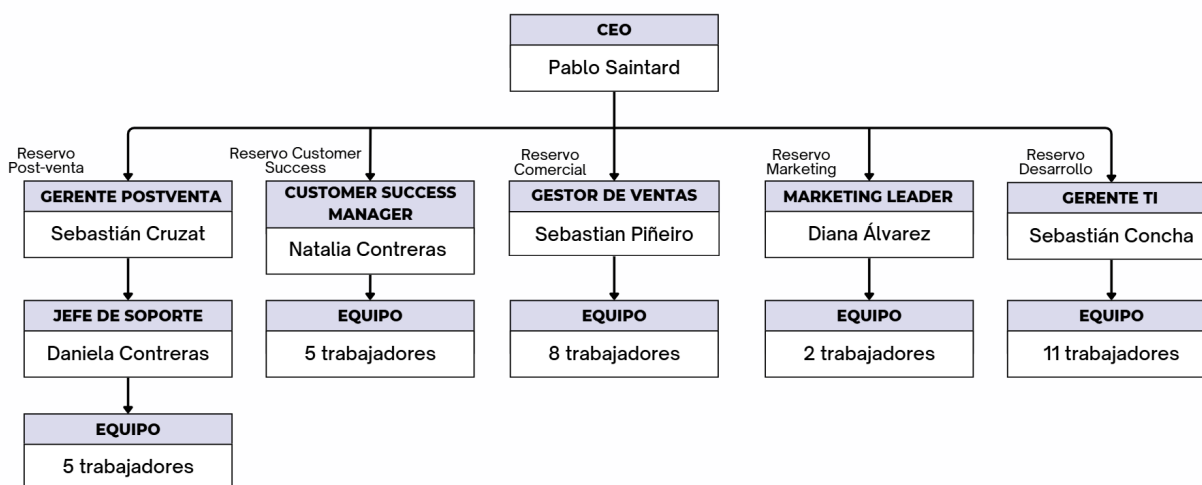 CEO
Pablo Saintard
Reservo
Post-venta
Reservo Customer
Success
Reservo
Comercial
Reservo
Marketing
Reservo
Desarrollo
GERENTE POSTVENTA
Sebastián Cruzat
CUSTOMER SUCCESS
MANAGER
Natalia Contreras
GESTOR DE VENTAS
Sebastian Piñeiro
MARKETING LEADER
Diana Álvarez
GERENTE TI
Sebastián Concha
JEFE DE SOPORTE
Daniela Contreras
EQUIPO
5 trabajadores
EQUIPO
8 trabajadores
EQUIPO
2 trabajadores
EQUIPO
11 trabajadores
EQUIPO
5 trabajadores